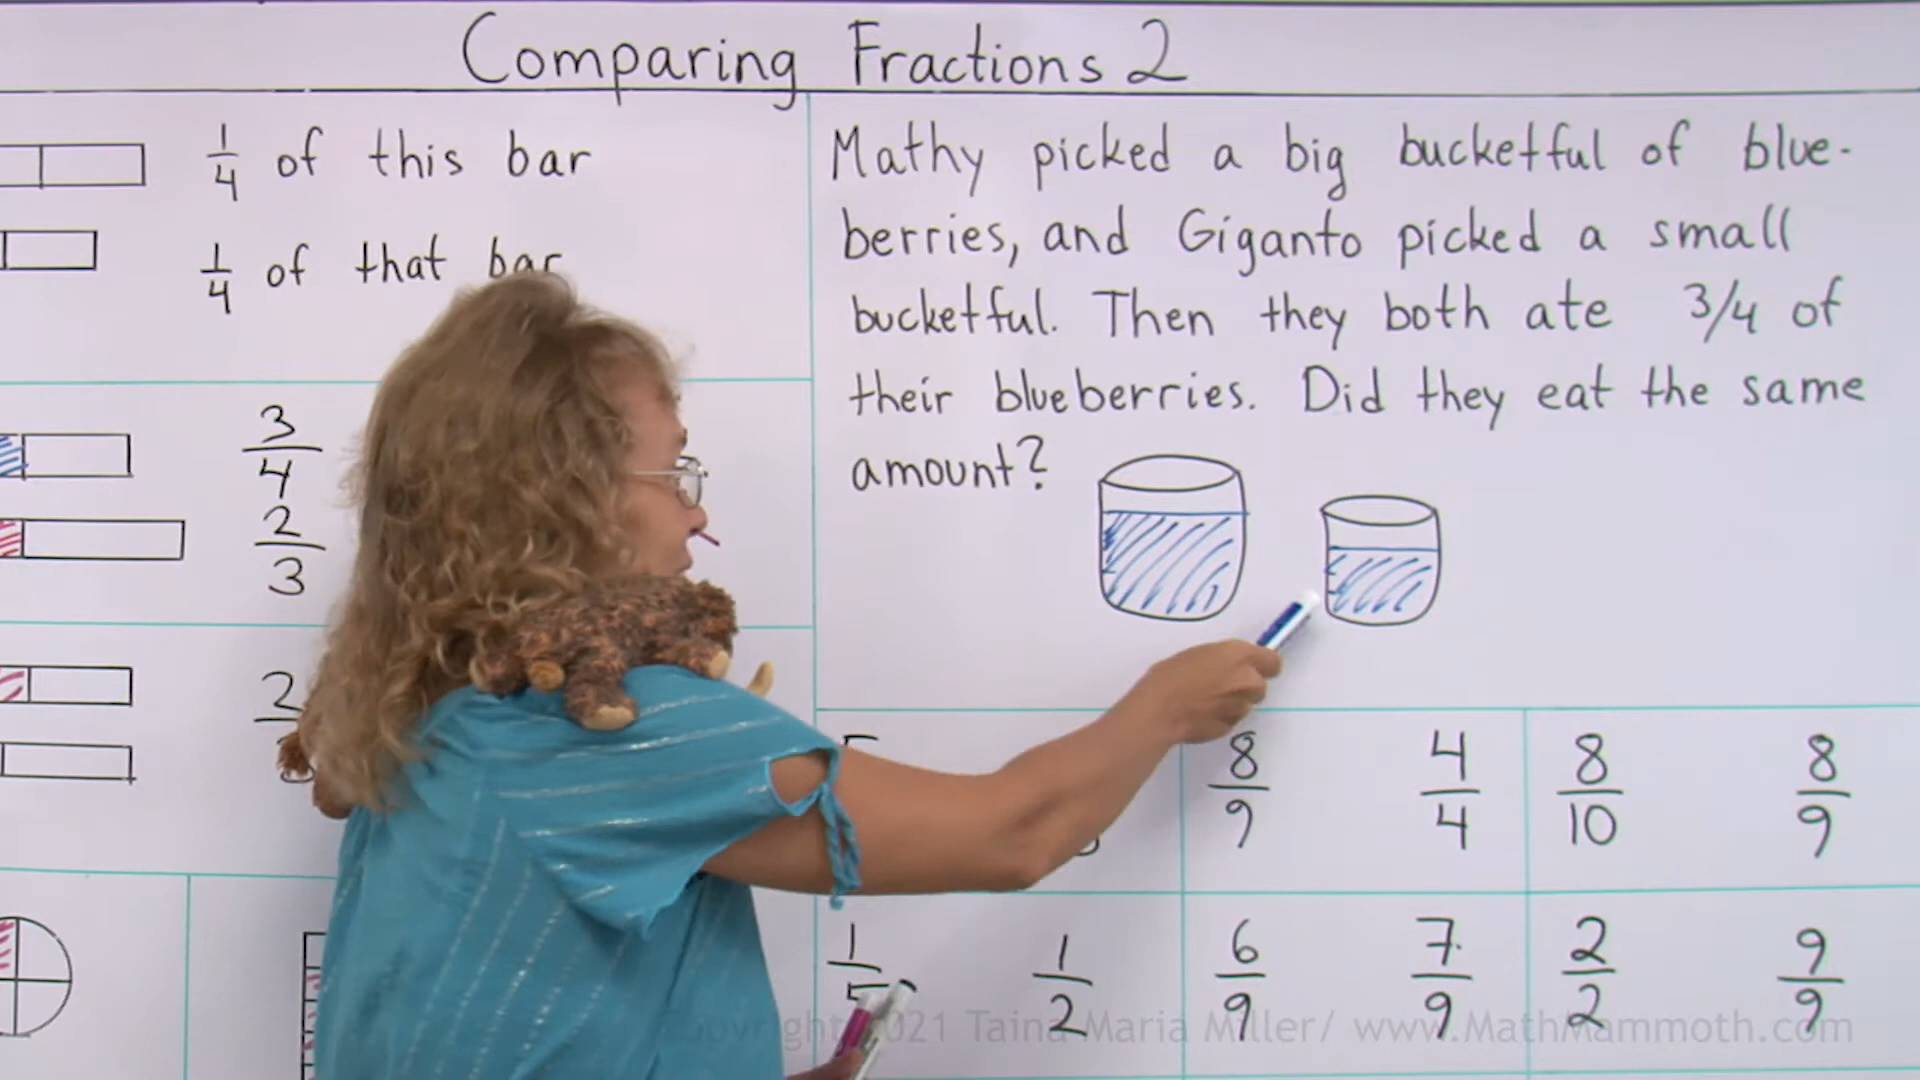 Comparing Fractions 2
1/4 of this bar
1/4 of that bar
3/4
2/3
2
Mathy picked a big bucketful of blue-
berries, and Giganto picked a small
bucketful. Then they both ate 3/4 of
their blueberries. Did they eat the same
amount?
8/9 4/4 8/10 8/9
1/5 1/2 6/9 7/9 2/2 9/9
Copyright 2021 Taina Maria Miller/ www.MathMammoth.com